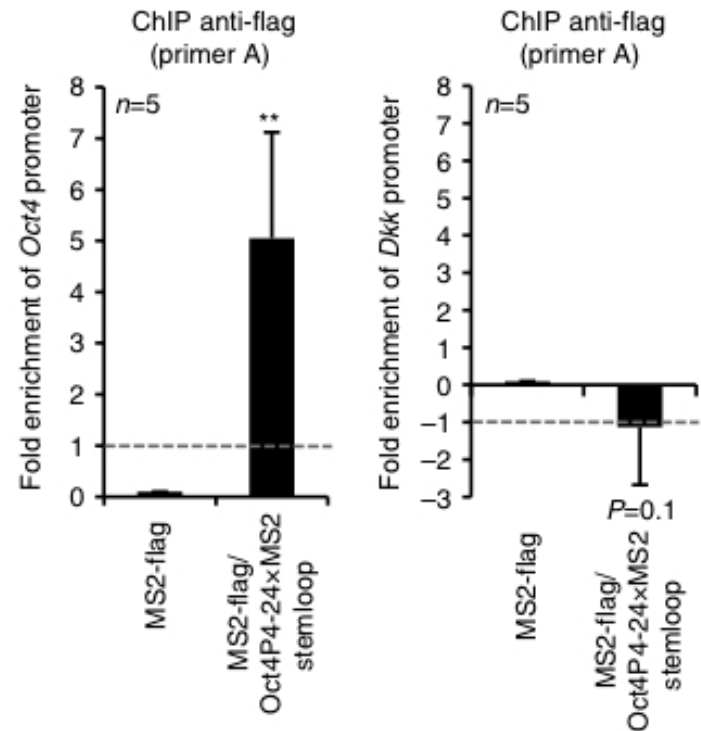 ChIP anti-flag
(primer A)
Fold enrichment of Oct4 promoter
8
7
6
5
4
3
2
1
0
n=5
**
MS2-flag
MS2-flag/
Oct4P4-24×MS2
stemloop
ChIP anti-flag
(primer A)
Fold enrichment of Dkk promoter
8
7
6
5
4
3
2
1
0
–1
–2
–3
n=5
P=0.1
MS2-flag
MS2-flag/
Oct4P4-24×MS2
stemloop